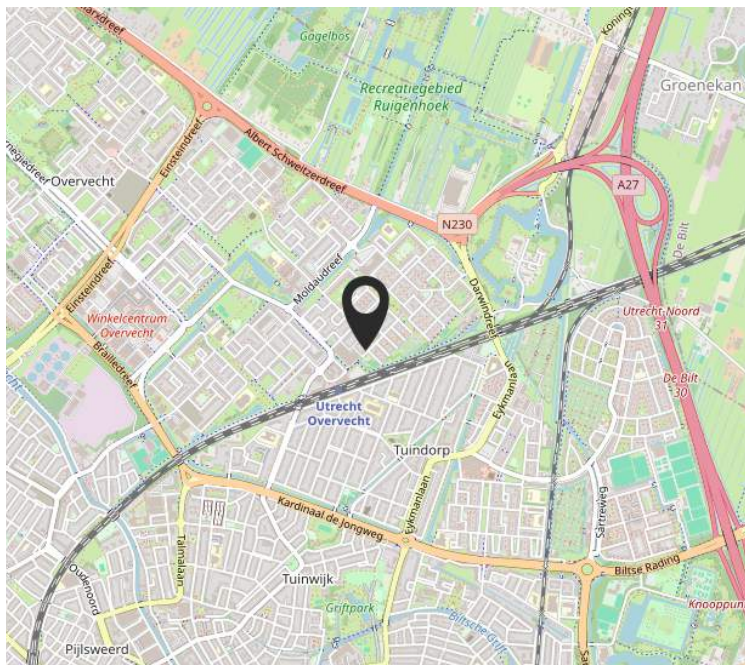 Gagelbos
Recreatiegebied
Ruigenhoek
Groenekan
Einsteindreef
Albert Schweitzerdreef
A27
Overvecht
N230
De Bilt
Moldaudreef
Darwindreef
Einsteindreef
Winkelcentrum
Overvecht
Utrecht-Noord
31
Brailledreef
De Bilt
30
Eykmanlaan
Utrecht
Overvecht
Tuindorp
Sartreweg
Kardinaal de Jongweg
Eykmanlaan
Talmalaan
Biltse Rading
Oudenoord
Tuinwijk
Griftpark
Biltsche Grift
Pijlsweerd